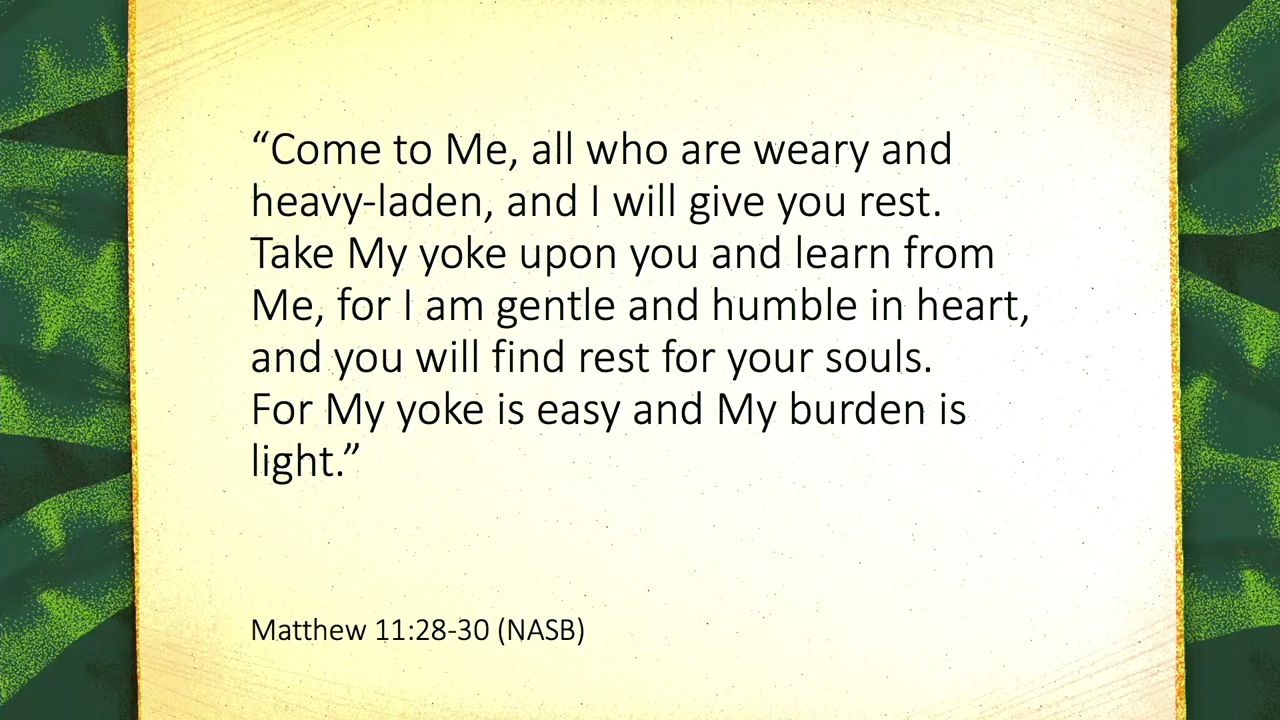 “Come to Me, all who are weary and
heavy-laden, and I will give you rest.
Take My yoke upon you and learn from
Me, for I am gentle and humble in heart,
and you will find rest for your souls.
For My yoke is easy and My burden is
light.”
Matthew 11:28-30 (NASB)